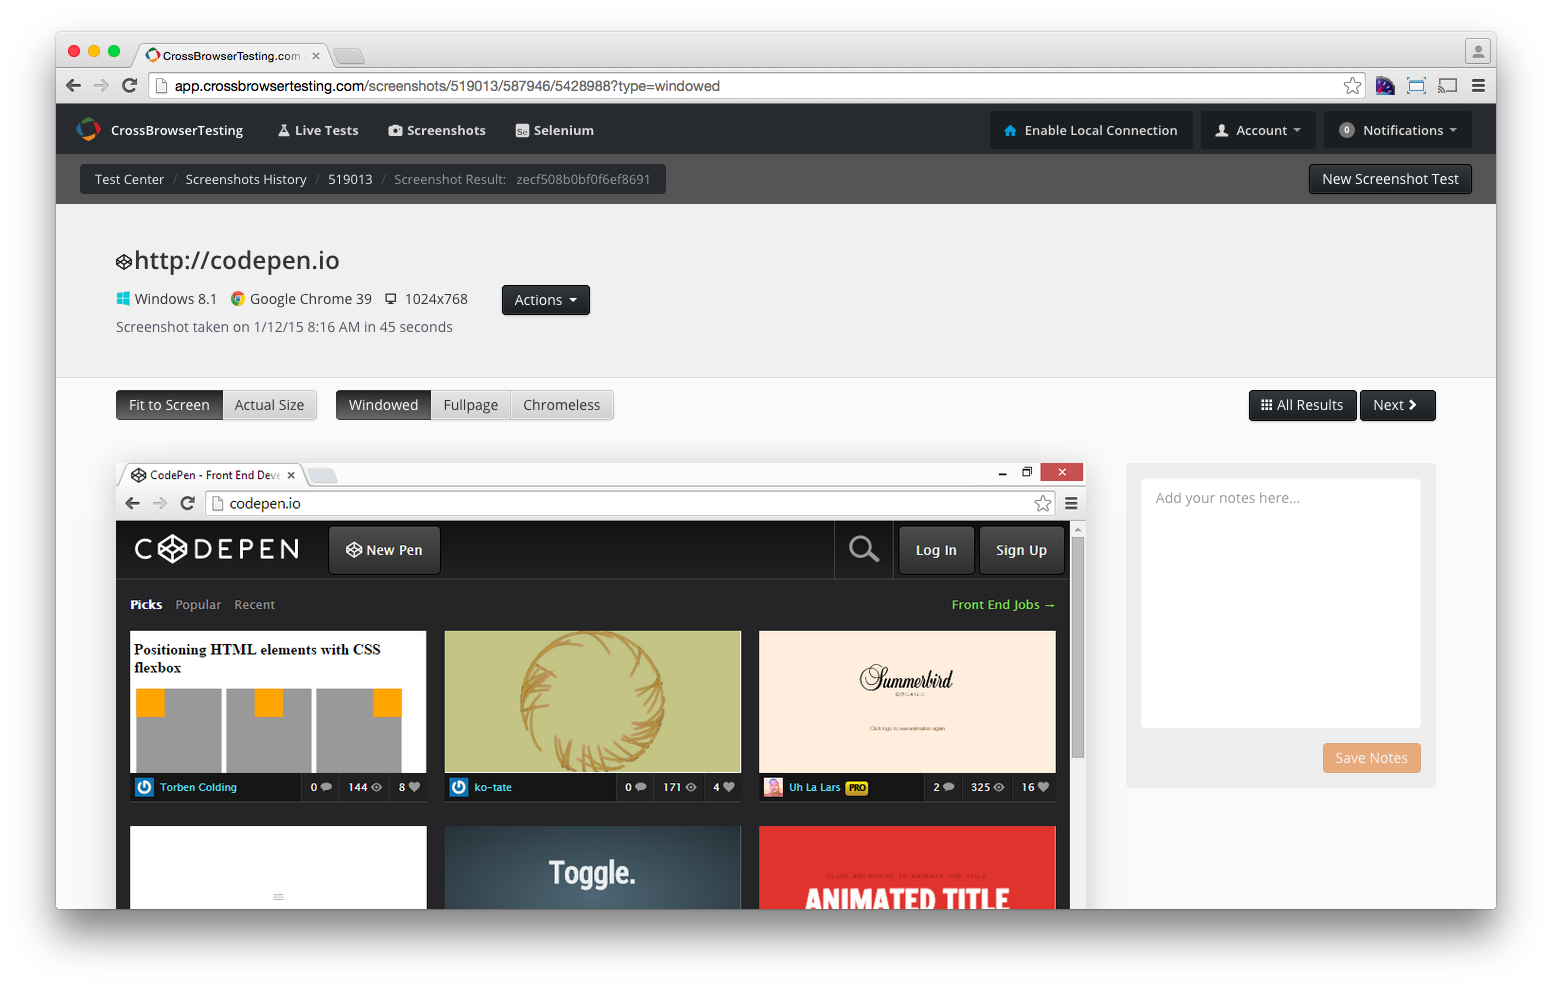 CrossBrowserTesting.com
app.crossbrowsertesting.com/screenshots/519013/587946/5428988?type=windowed
CrossBrowserTesting Live Tests Screenshots Se Selenium Enable Local Connection Account 0 Notifications
Test Center / Screenshots History / 519013 / Screenshot Result: zecf508b0bf0f6ef8691 New Screenshot Test
http://codepen.io
Windows 8.1 Google Chrome 39 1024x768 Actions
Screenshot taken on 1/12/15 8:16 AM in 45 seconds
Fit to Screen Actual Size Windowed Fullpage Chromeless All Results Next
CodePen - Front End Deve
codepen.io
Add your notes here...
CODEPEN New Pen Log In Sign Up
Picks Popular Recent Front End Jobs →
Positioning HTML elements with CSS
flexbox
Summerbird
ORGANIC
Click logo to see animation again
Save Notes
Torben Colding 0 144 8
ko-tate 0 171 4
Uh La Lars PRO 2 325 16
Toggle.
CLICK ANYWHERE TO ANIMATE THE TITLE
ANIMATED TITLE